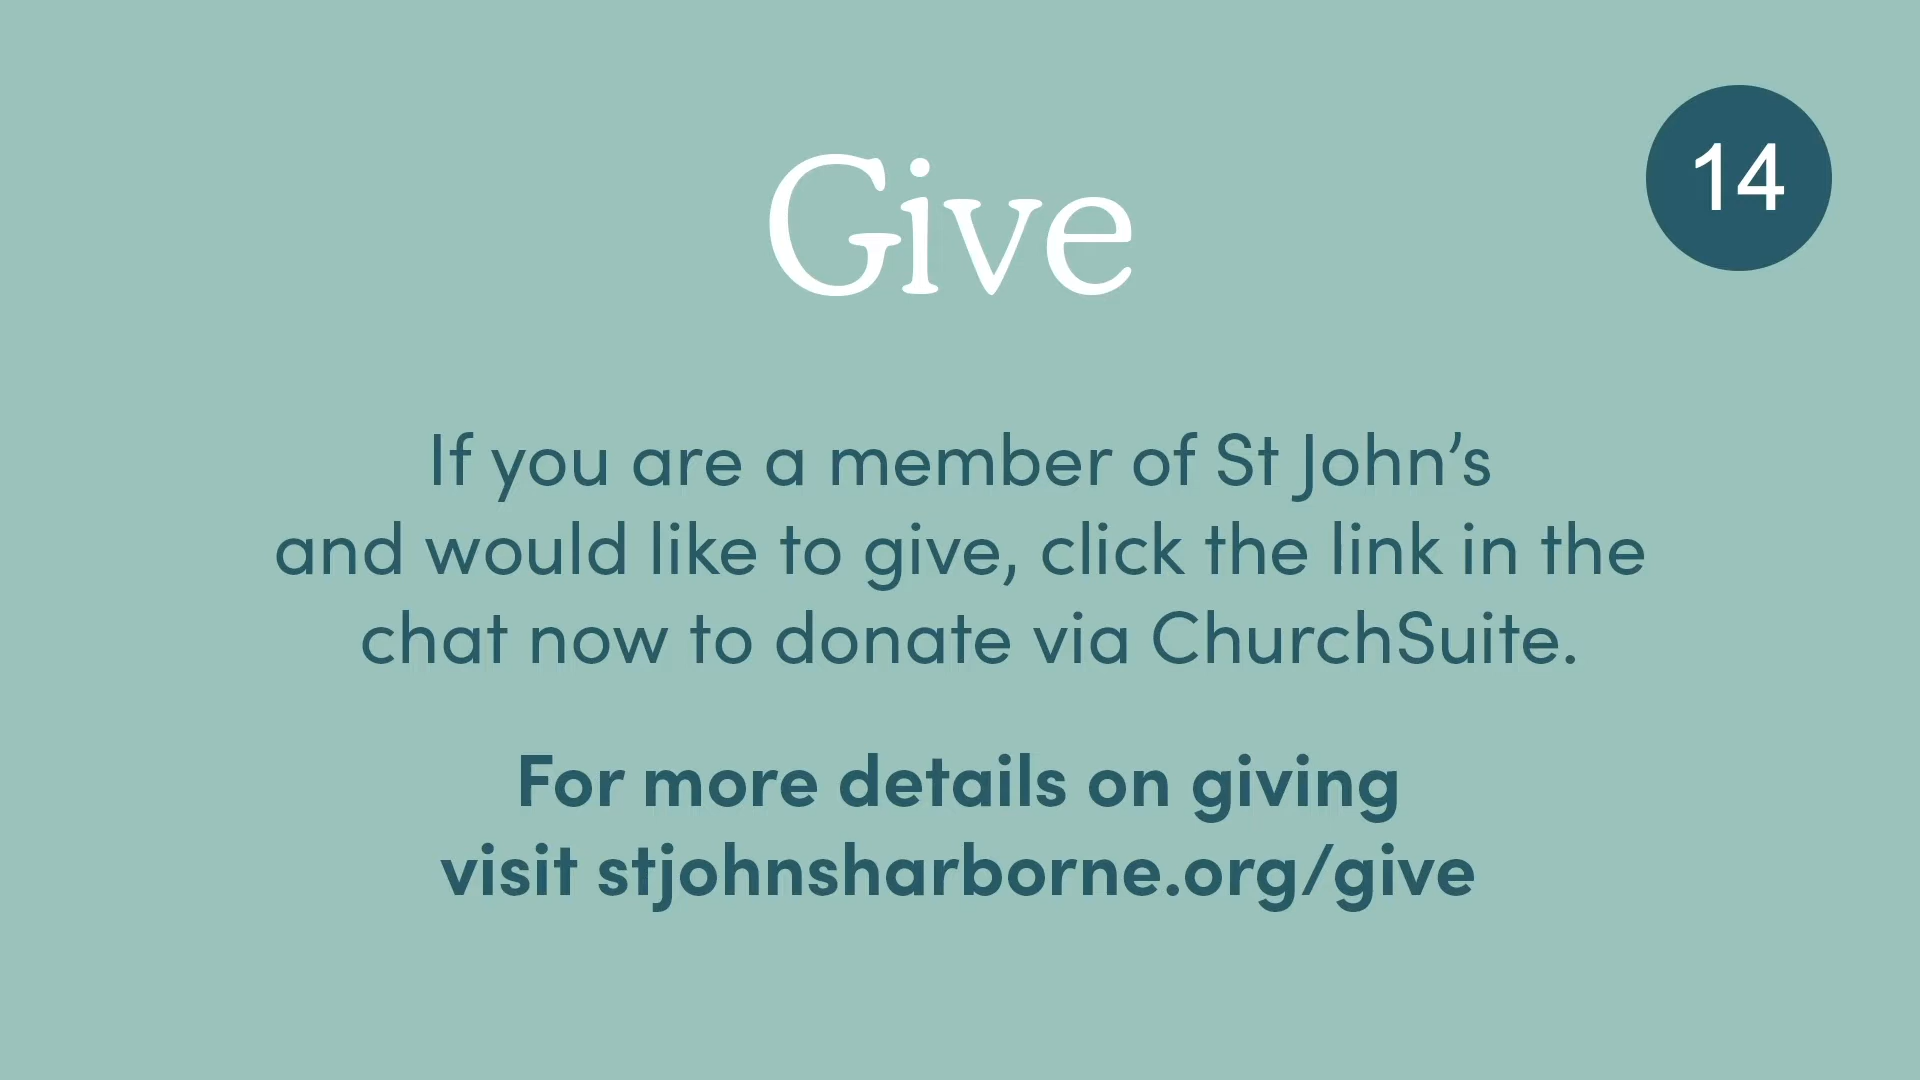 Give
14
If you are a member of St John’s
and would like to give, click the link in the
chat now to donate via ChurchSuite.
For more details on giving
visit stjohnsharborne.org/give